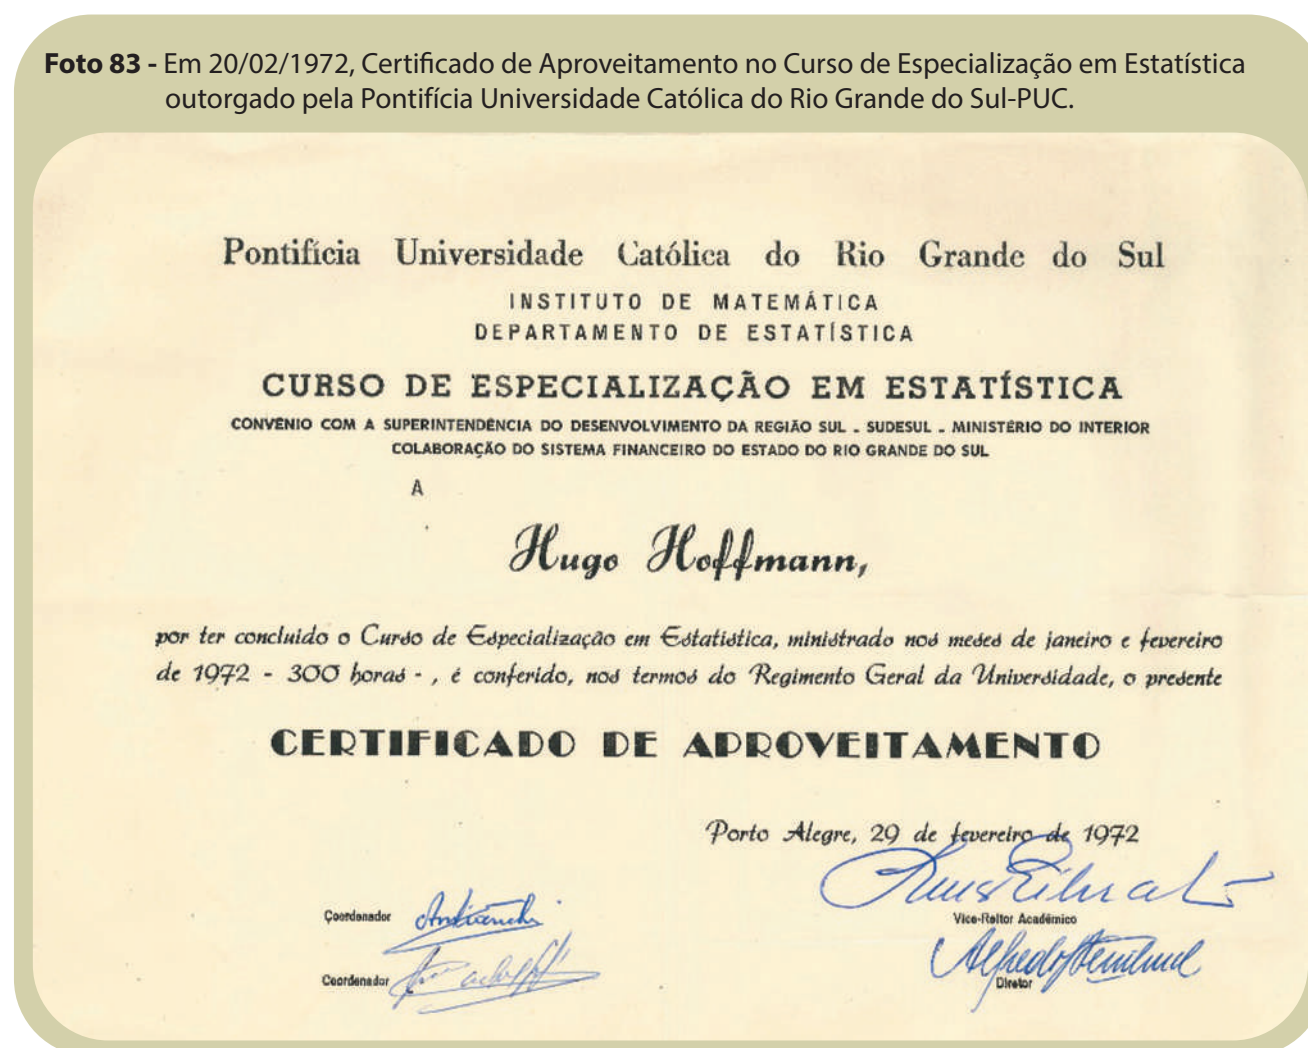 Foto 83 - Em 20/02/1972, Certificado de Aproveitamento no Curso de Especialização em Estatística
outorgado pela Pontifícia Universidade Católica do Rio Grande do Sul-PUC.
Pontifícia Universidade Católica do Rio Grande do Sul
INSTITUTO DE MATEMÁTICA
DEPARTAMENTO DE ESTATÍSTICA
CURSO DE ESPECIALIZAÇÃO EM ESTATÍSTICA
CONVÊNIO COM A SUPERINTENDÊNCIA DO DESENVOLVIMENTO DA REGIÃO SUL - SUDESUL - MINISTÉRIO DO INTERIOR
COLABORAÇÃO DO SISTEMA FINANCEIRO DO ESTADO DO RIO GRANDE DO SUL
A
Hugo Hoffmann,
por ter concluido o Curso de Especialização em Estatistica, ministrado nos meses de janeiro e fevereiro
de 1972 - 300 horas - , é conferido, nos termos do Regimento Geral da Universidade, o presente
CERTIFICADO DE APROVEITAMENTO
Porto Alegre, 29 de fevereiro de 1972
Coordenador
Vice-Reitor Acadêmico
Coordenador
Diretor